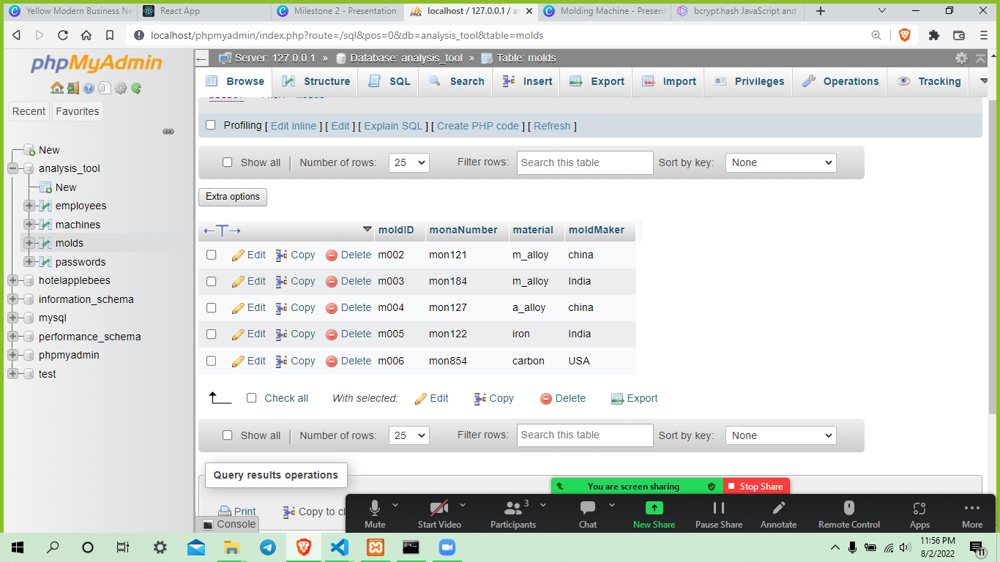 Yellow Modern Business Ne
React App
Milestone 2 - Presentation
localhost / 127.0.0.1 / a
Molding Machine - Present
bcrypt.hash JavaScript and
localhost/phpmyadmin/index.php?route=/sql&pos=0&db=analysis_tool&table=molds
phpMyAdmin
Recent
Favorites
New
analysis_tool
New
employees
machines
molds
passwords
hotelapplebees
information_schema
mysql
performance_schema
phpmyadmin
test
Server: 127.0.0.1 » Database: analysis_tool » Table: molds
Browse Structure SQL Search Insert Export Import Privileges Operations Tracking
Profiling [ Edit inline ] [ Edit ] [ Explain SQL ] [ Create PHP code ] [ Refresh ]
Show all | Number of rows: 25 Filter rows: Search this table Sort by key: None
Extra options
moldID monaNumber material moldMaker
Edit Copy Delete m002 mon121 m_alloy china
Edit Copy Delete m003 mon184 m_alloy India
Edit Copy Delete m004 mon127 a_alloy china
Edit Copy Delete m005 mon122 iron India
Edit Copy Delete m006 mon854 carbon USA
Check all With selected: Edit Copy Delete Export
Show all | Number of rows: 25 Filter rows: Search this table Sort by key: None
Query results operations
Print Copy to cl
Console
You are screen sharing Stop Share
3
Mute Start Video Participants Chat New Share Pause Share Annotate Remote Control Apps More
11:56 PM
8/2/2022
11